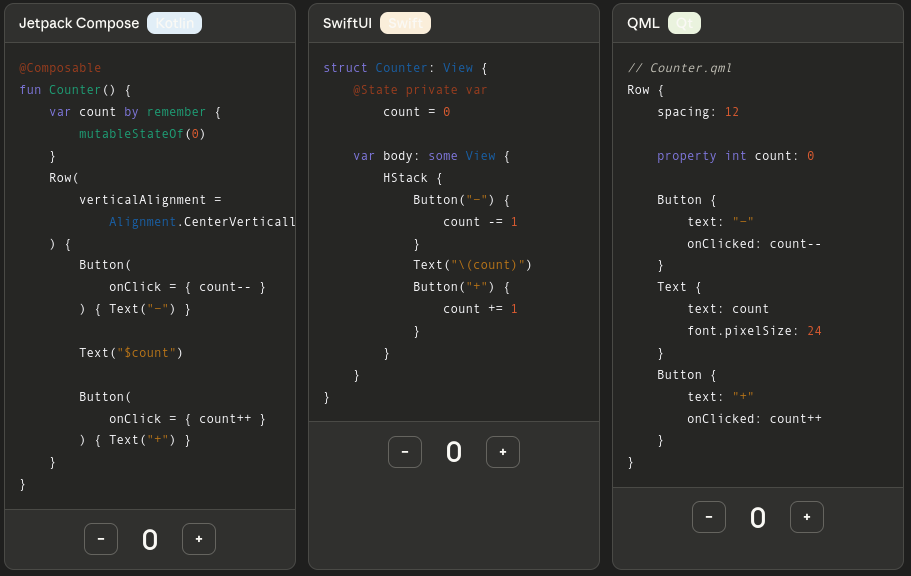 Jetpack Compose Kotlin
@Composable
fun Counter() {
    var count by remember {
        mutableStateOf(0)
    }
    Row(
        verticalAlignment =
            Alignment.CenterVerticall
    ) {
        Button(
            onClick = { count-- }
        ) { Text("−") }

        Text("$count")

        Button(
            onClick = { count++ }
        ) { Text("+") }
    }
}
− 0 +
SwiftUI Swift
struct Counter: View {
    @State private var
        count = 0

    var body: some View {
        HStack {
            Button("−") {
                count -= 1
            }
            Text("\(count)")
            Button("+") {
                count += 1
            }
        }
    }
}
− 0 +
QML Qt
// Counter.qml
Row {
    spacing: 12

    property int count: 0

    Button {
        text: "−"
        onClicked: count--
    }
    Text {
        text: count
        font.pixelSize: 24
    }
    Button {
        text: "+"
        onClicked: count++
    }
}
− 0 +